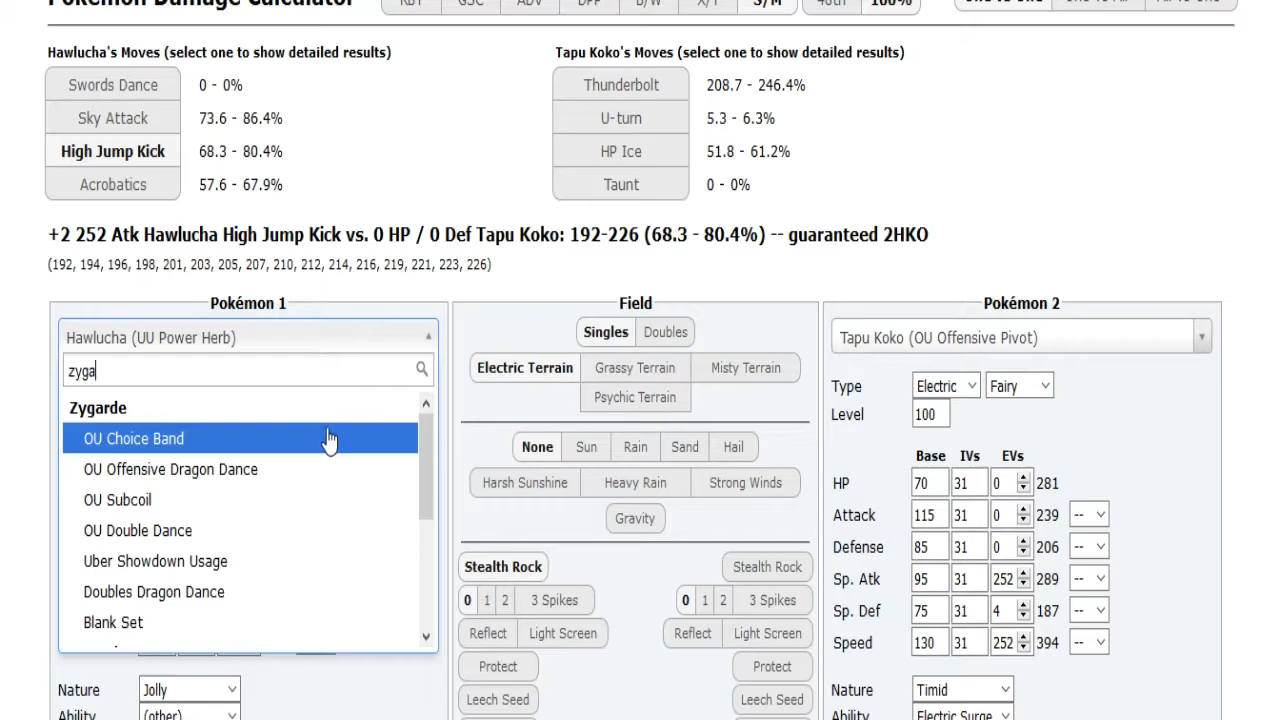 Pokémon Damage Calculator
RBY GSC ADV DPP B/W X/Y S/M 48th 100%
Hawlucha's Moves (select one to show detailed results)
Swords Dance 0 - 0%
Sky Attack 73.6 - 86.4%
High Jump Kick 68.3 - 80.4%
Acrobatics 57.6 - 67.9%
Tapu Koko's Moves (select one to show detailed results)
Thunderbolt 208.7 - 246.4%
U-turn 5.3 - 6.3%
HP Ice 51.8 - 61.2%
Taunt 0 - 0%
+2 252 Atk Hawlucha High Jump Kick vs. 0 HP / 0 Def Tapu Koko: 192-226 (68.3 - 80.4%) -- guaranteed 2HKO
(192, 194, 196, 198, 201, 203, 205, 207, 210, 212, 214, 216, 219, 221, 223, 226)
Pokémon 1
Hawlucha (UU Power Herb)
zyga
Zygarde
OU Choice Band
OU Offensive Dragon Dance
OU Subcoil
OU Double Dance
Uber Showdown Usage
Doubles Dragon Dance
Blank Set
Nature Jolly
Ability (other)
Field
Singles Doubles
Electric Terrain Grassy Terrain Misty Terrain
Psychic Terrain
None Sun Rain Sand Hail
Harsh Sunshine Heavy Rain Strong Winds
Gravity
Stealth Rock Stealth Rock
0 1 2 3 Spikes 0 1 2 3 Spikes
Reflect Light Screen Reflect Light Screen
Protect Protect
Leech Seed Leech Seed
Pokémon 2
Tapu Koko (OU Offensive Pivot)
Type Electric Fairy
Level 100
Base IVs EVs
HP 70 31 0 281
Attack 115 31 0 239 --
Defense 85 31 0 206 --
Sp. Atk 95 31 252 289 --
Sp. Def 75 31 4 187 --
Speed 130 31 252 394 --
Nature Timid
Ability Electric Surge